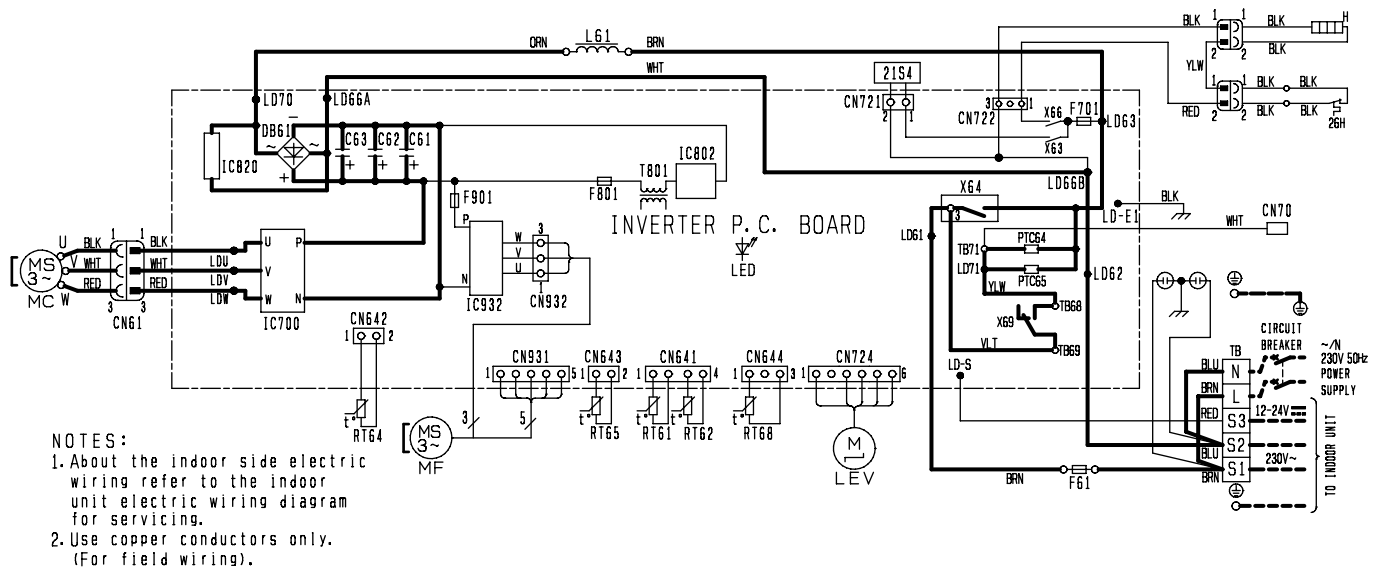 ORN
L61
BRN
WHT
BLK
1
1
BLK
H
2
2
BLK
YLW
1
1
BLK
BLK
RED
2
2
BLK
BLK
26H
21S4
CN721
2
1
3
1
CN722
X66
F701
X63
LD63
LD70
LD66A
DB61
~
~
+
IC820
C63
C62
C61
+
+
+
F901
F801
T801
IC802
INVERTER P.C. BOARD
LED
LD66B
X64
3
LD-E1
BLK
WHT
CN70
LD61
TB71
PTC64
LD71
PTC65
LD62
YLW
TB68
X69
VLT
TB69
LD-S
MS
3~
MC
U
V
W
BLK
WHT
RED
1
1
3
3
CN61
BLK
WHT
RED
LDU
LDV
LDW
U
V
W
P
N
IC700
P
N
IC932
W
V
U
3
1
CN932
CN642
1
2
t°
RT64
CN931
1
5
3
5
MS
3~
MF
CN643
1
2
t°
RT65
CN641
1
4
t°
t°
RT61
RT62
CN644
1
3
t°
RT68
CN724
1
6
M
LEV
BRN
F61
CIRCUIT
BREAKER
~/N
230V 50Hz
POWER
SUPPLY
TB
BLU
N
BRN
L
RED
S3
12-24V
S2
BLU
230V~
S1
BRN
TO INDOOR UNIT
NOTES:
1. About the indoor side electric
wiring refer to the indoor
unit electric wiring diagram
for servicing.
2. Use copper conductors only.
(For field wiring).